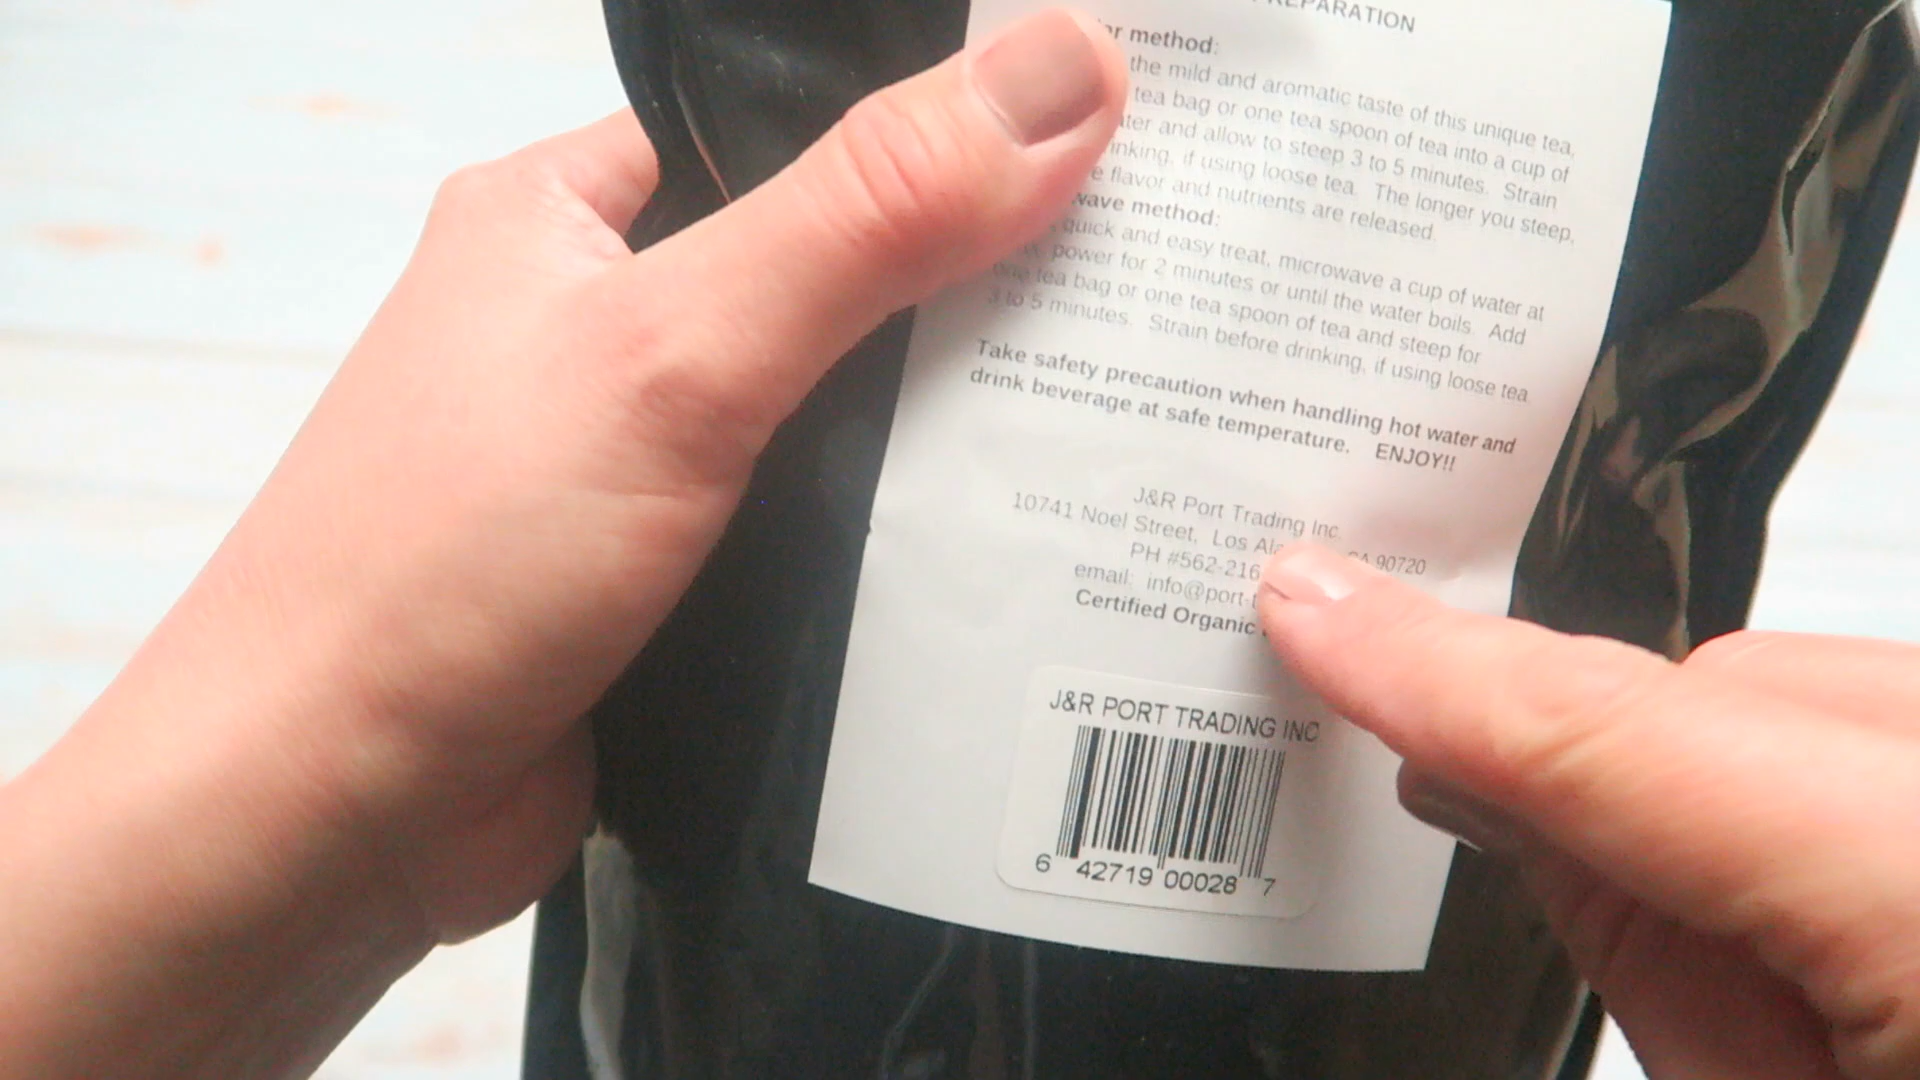 PREPARATION
method:
the mild and aromatic taste of this unique tea,
tea bag or one tea spoon of tea into a cup of
and allow to steep 3 to 5 minutes. Strain
if using loose tea. The longer you steep,
flavor and nutrients are released.
method:
quick and easy treat, microwave a cup of water at
power for 2 minutes or until the water boils. Add
one tea bag or one tea spoon of tea and steep for
3 to 5 minutes. Strain before drinking, if using loose tea
Take safety precaution when handling hot water and
drink beverage at safe temperature. ENJOY!!
J&R Port Trading Inc.
10741 Noel Street, Los CA 90720
PH #562-216
email: info@port-t
Certified Organic
J&R PORT TRADING INC
6 42719 00028 7